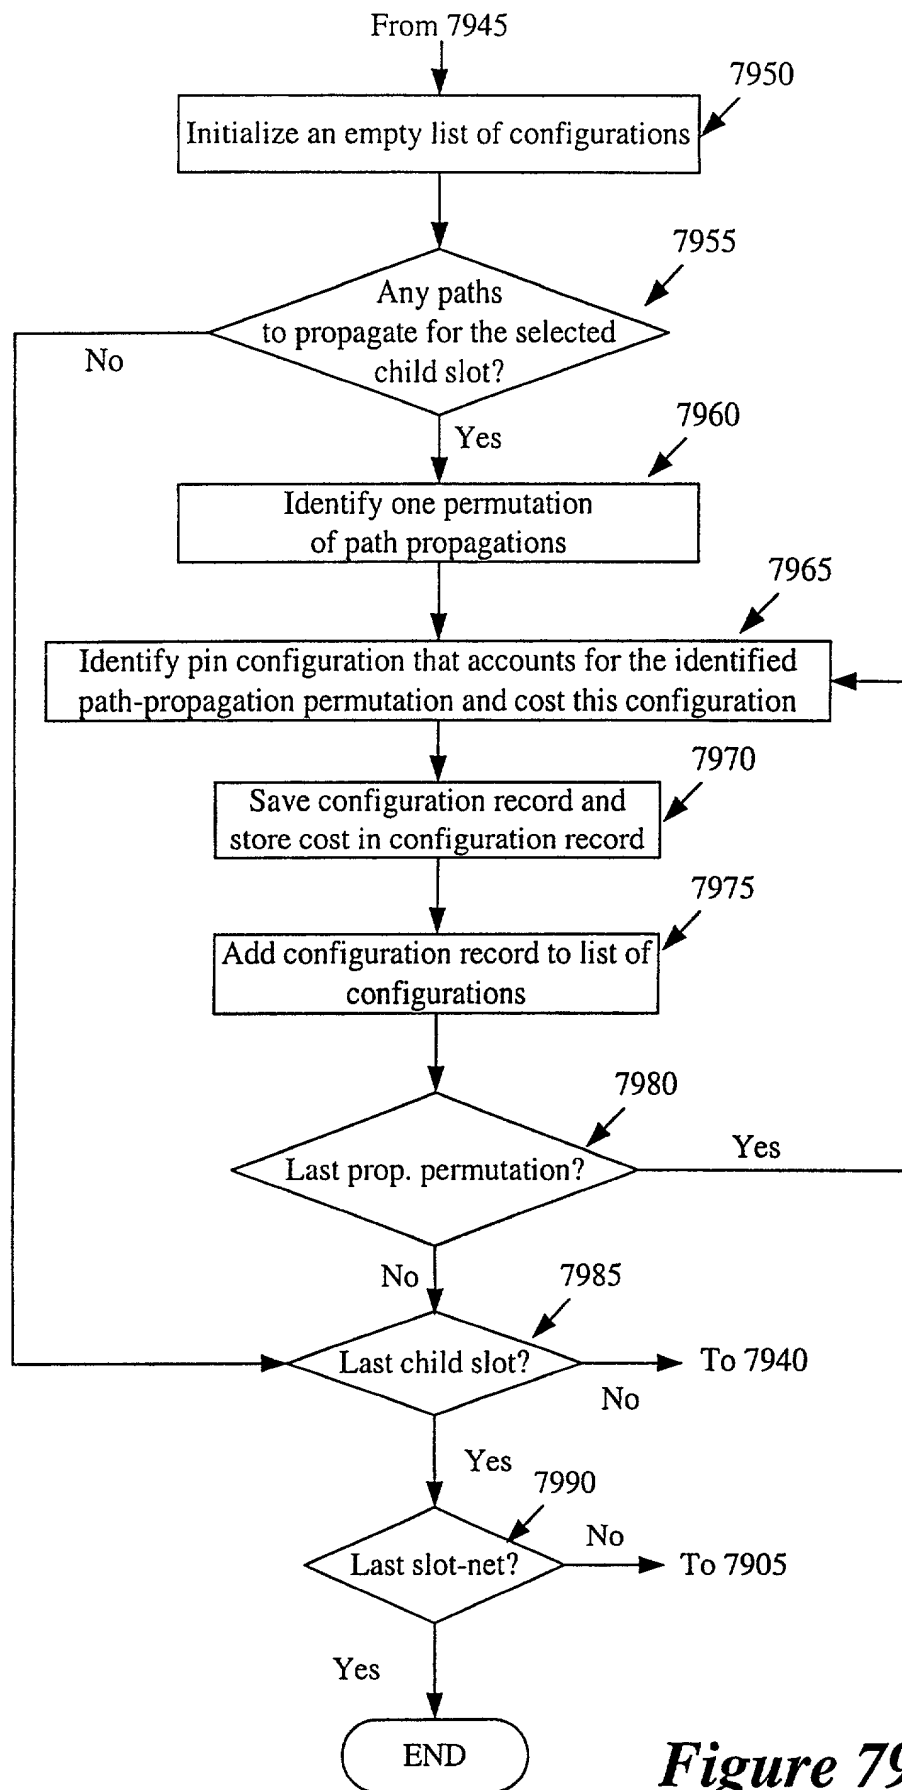 From 7945
7950
Initialize an empty list of configurations
7955
Any paths
to propagate for the selected
child slot?
No
Yes
7960
Identify one permutation
of path propagations
7965
Identify pin configuration that accounts for the identified
path-propagation permutation and cost this configuration
7970
Save configuration record and
store cost in configuration record
7975
Add configuration record to list of
configurations
7980
Last prop. permutation?
Yes
No
7985
Last child slot?
To 7940
No
Yes
7990
Last slot-net?
No
To 7905
Yes
END
Figure 79